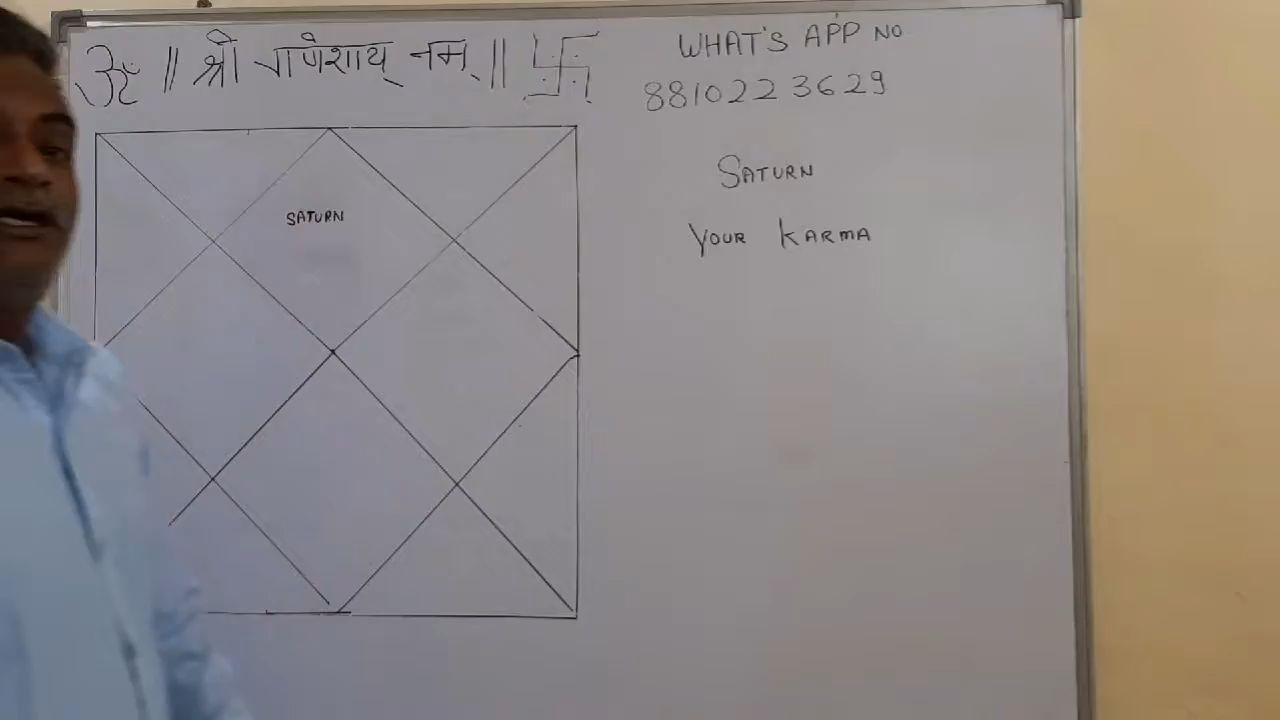 ॐ || श्री गणेशाय् नमः || 卐
WHAT'S APP NO
8810223629
SATURN
YOUR KARMA
SATURN